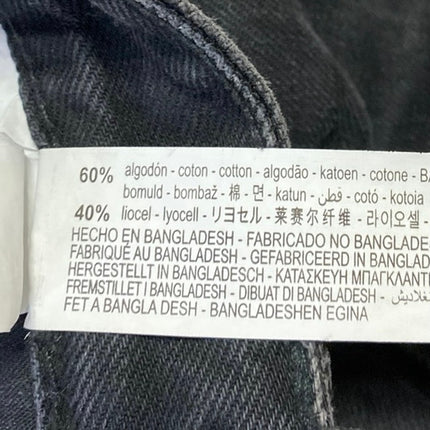 60% algodón - coton - cotton - algodão - katoen - cotone -
bomuld - bombaž - 棉 - 면 - katun - قطن - cotó - kotoia
40% liocel - lyocell - リヨセル - 莱赛尔纤维 - 라이오셀 -
HECHO EN BANGLADESH - FABRICADO NO BANGLADE
FABRIQUÉ AU BANGLADESH - GEFABRICEERD IN BANGLADE
HERGESTELLT IN BANGLADESCH - ΚΑΤΑΣΚΕΥΗ ΜΠΑΓΚΛΑΝΤ
FREMSTILLET I BANGLADESH - DIBUAT DI BANGLADESH -
FET A BANGLA DESH - BANGLADESHEN EGINA